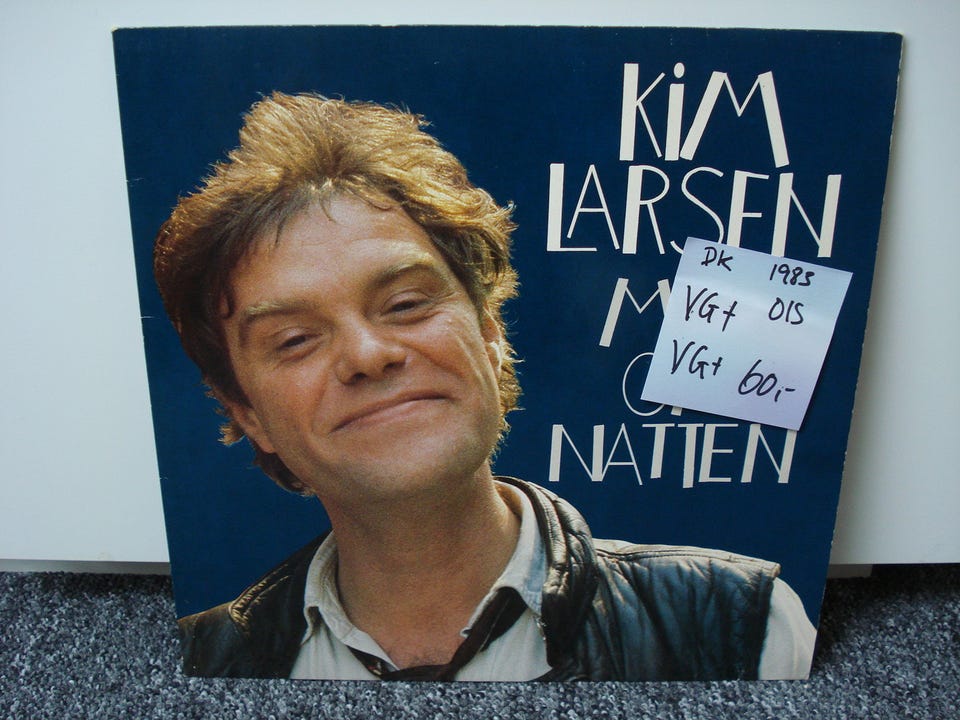 KiM
LARSEN
M
NATTEN
DK 1983
VG+ OIS
VG+ 60,-